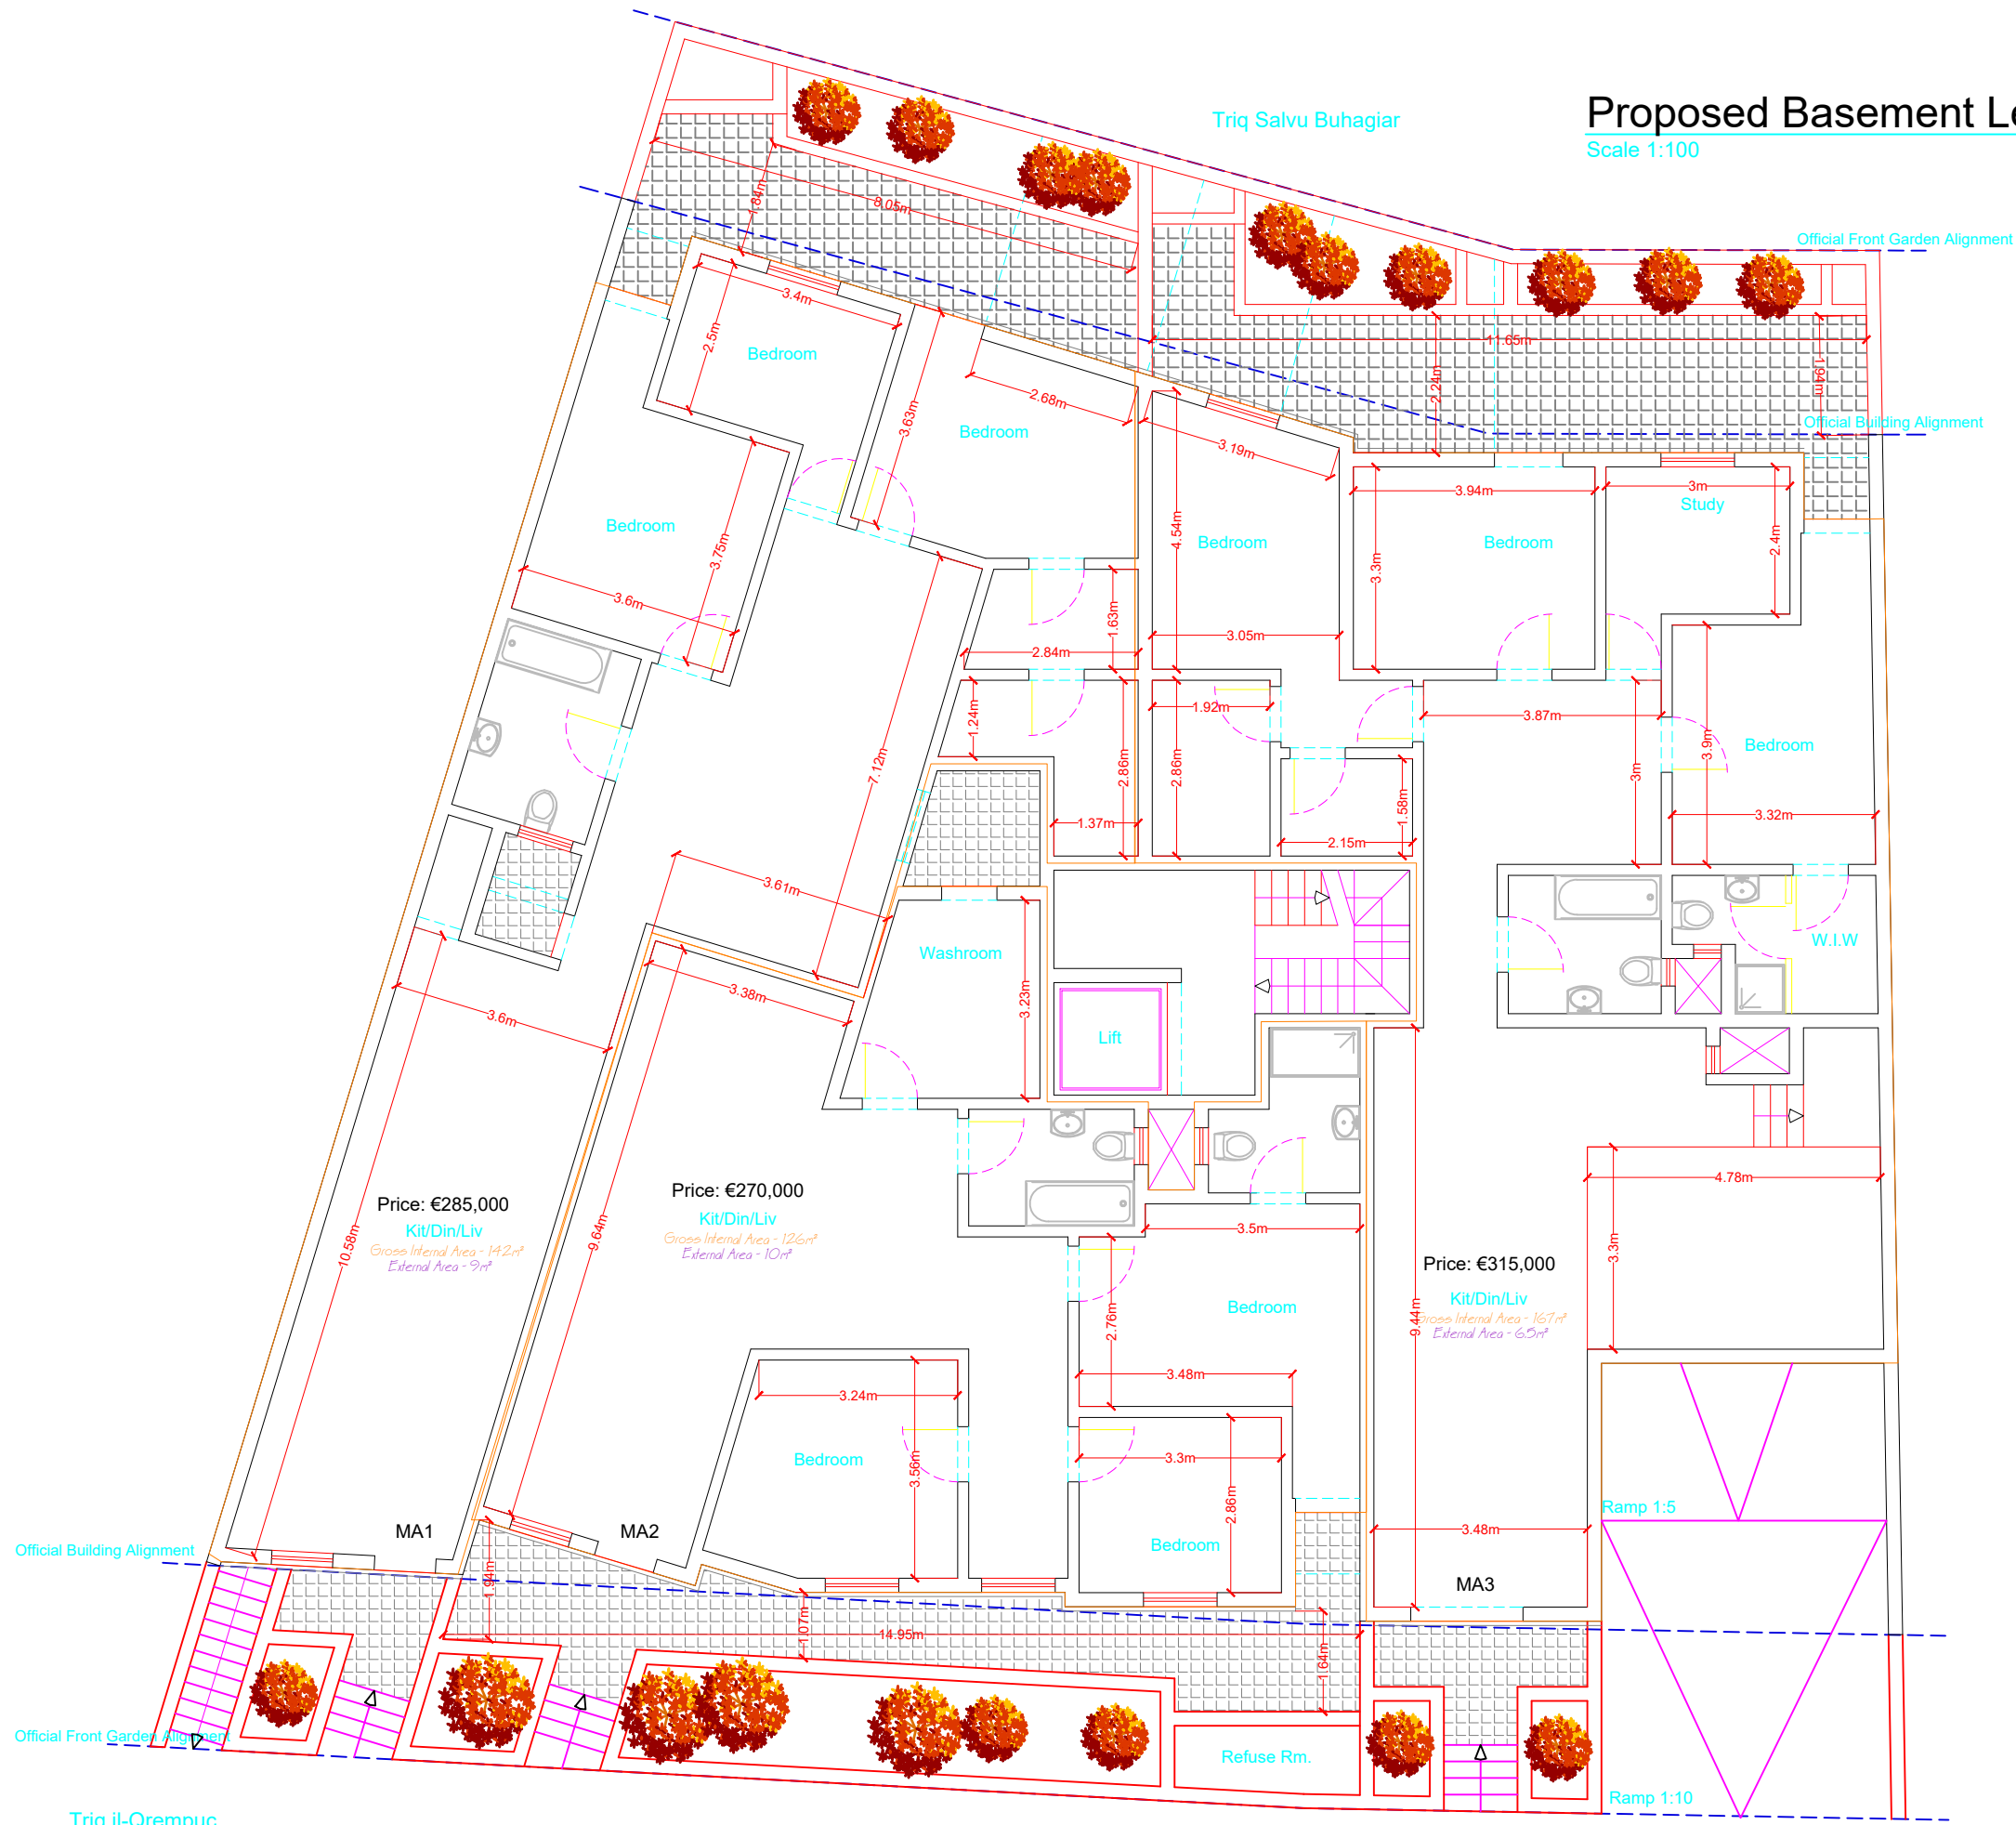 Triq Salvu Buhagiar
Proposed Basement Le
Scale 1:100
Official Front Garden Alignment
Official Building Alignment
1.84m
8.05m
3.4m
2.5m
Bedroom
3.63m
2.68m
Bedroom
11.65m
2.24m
1.94m
3.19m
4.54m
Bedroom
3.05m
3.94m
3.3m
Bedroom
3m
Study
2.4m
Bedroom
3.75m
3.6m
7.12m
1.63m
2.84m
1.24m
2.86m
1.37m
1.92m
2.86m
1.58m
2.15m
3.87m
3m
3.9m
Bedroom
3.32m
W.I.W
3.61m
3.6m
3.38m
Washroom
3.23m
Lift
Price: €285,000
Kit/Din/Liv
Gross Internal Area - 142m²
External Area - 9m²
10.58m
Price: €270,000
Kit/Din/Liv
Gross Internal Area - 126m²
External Area - 10m²
9.64m
3.5m
2.76m
Bedroom
3.48m
Price: €315,000
Kit/Din/Liv
Gross Internal Area - 167m²
External Area - 6.5m²
9.44m
4.78m
3.3m
3.24m
3.56m
Bedroom
3.3m
2.86m
Bedroom
3.48m
MA1
MA2
MA3
Ramp 1:5
Official Building Alignment
1.94m
1.07m
14.95m
1.64m
Official Front Garden Alignment
Refuse Rm.
Ramp 1:10
Triq il-Qrempuc